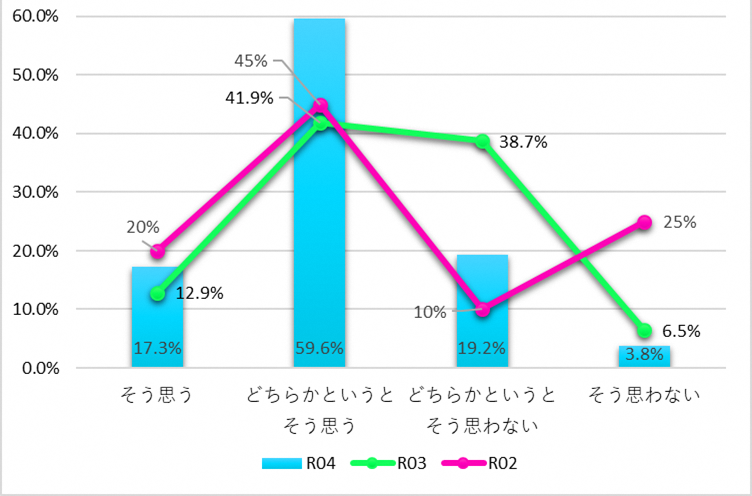 60.0%
50.0%
40.0%
30.0%
20.0%
10.0%
0.0%
45%
41.9%
38.7%
20%
12.9%
10%
25%
6.5%
17.3%
59.6%
19.2%
3.8%
そう思う
どちらかというと
そう思う
どちらかというと
そう思わない
そう思わない
R04 R03 R02